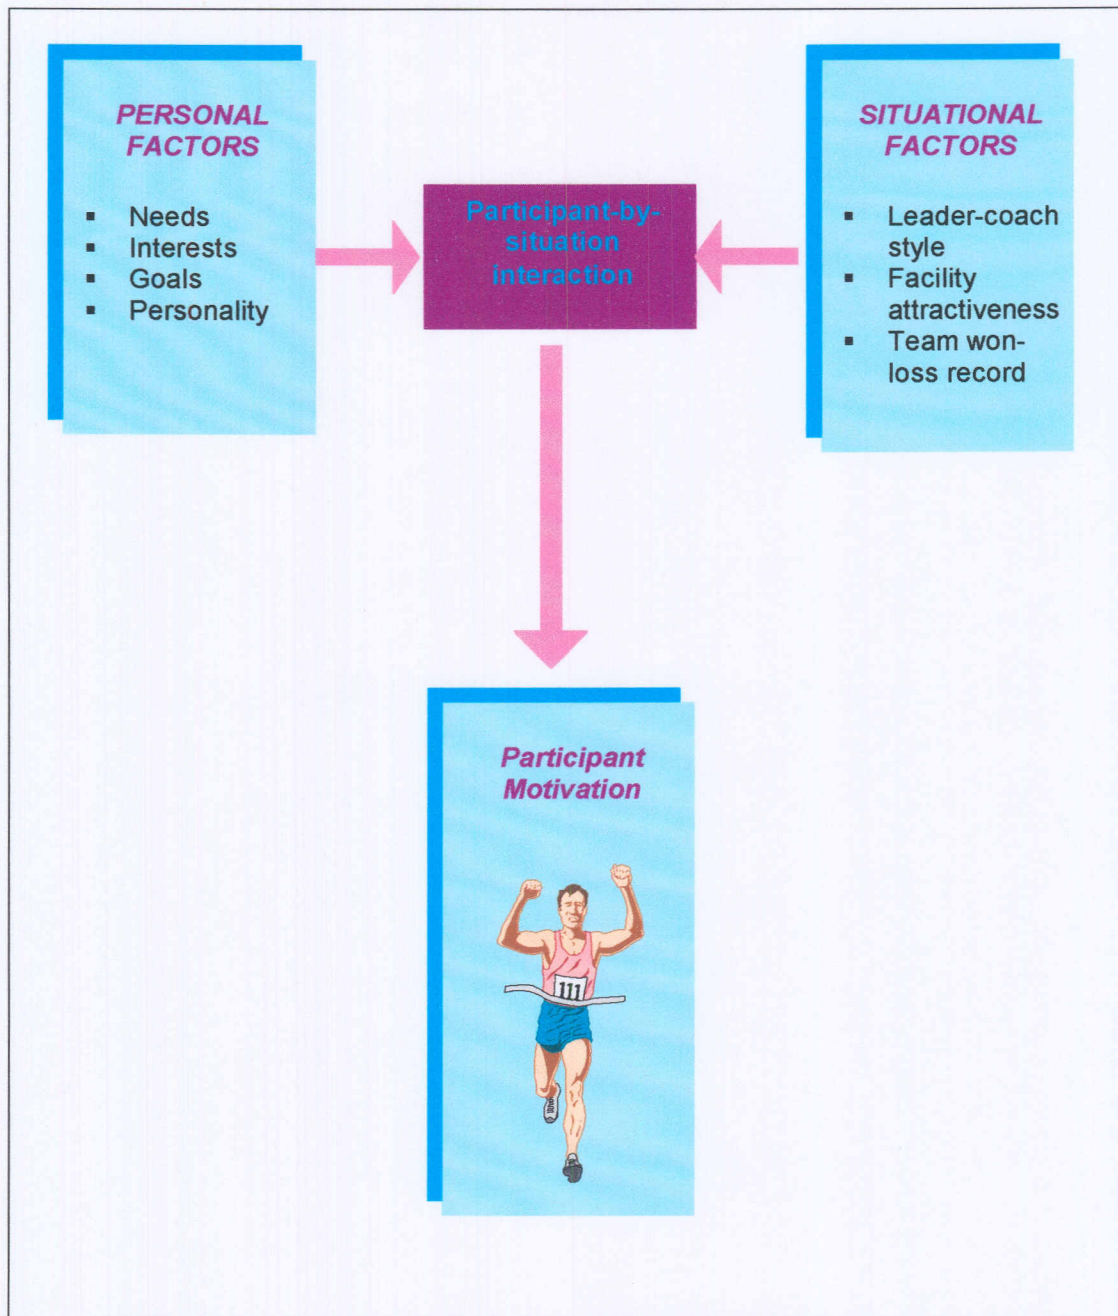 PERSONAL
FACTORS
▪ Needs
▪ Interests
▪ Goals
▪ Personality
Participant-by-
situation
interaction
SITUATIONAL
FACTORS
▪ Leader-coach
style
▪ Facility
attractiveness
▪ Team won-
loss record
Participant
Motivation
111